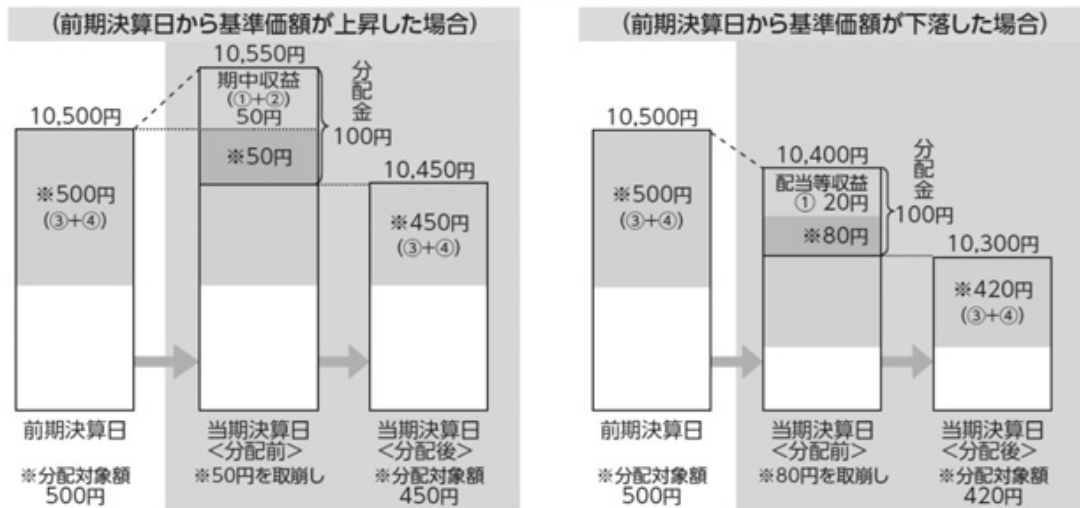 (前期決算日から基準価額が上昇した場合)
10,550円
期中収益
(①+②)
50円
※50円
分配金
100円
10,500円
※500円
(③+④)
10,450円
※450円
(③+④)
前期決算日
※分配対象額
500円
当期決算日
<分配前>
※50円を取崩し
当期決算日
<分配後>
※分配対象額
450円
(前期決算日から基準価額が下落した場合)
10,500円
※500円
(③+④)
10,400円
配当等収益
① 20円
※80円
分配金
100円
10,300円
※420円
(③+④)
前期決算日
※分配対象額
500円
当期決算日
<分配前>
※80円を取崩し
当期決算日
<分配後>
※分配対象額
420円